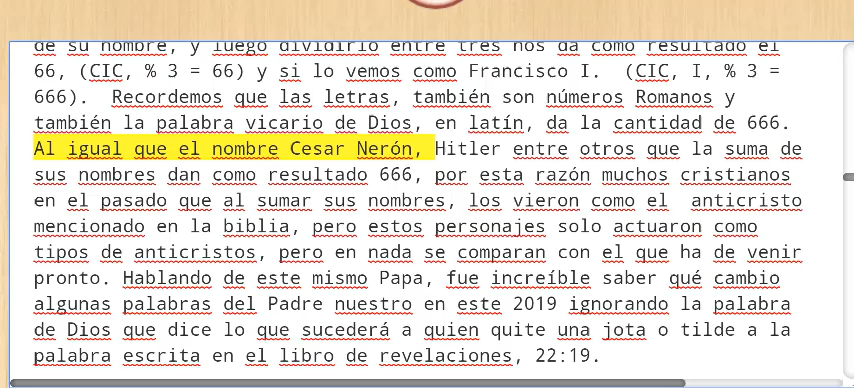 de su nombre, y luego dividirlo entre tres nos da como resultado el
66, (CIC, % 3 = 66) y si lo vemos como Francisco I.  (CIC, I, % 3 =
666).  Recordemos que las letras, también son números Romanos y
también la palabra vicario de Dios, en latín, da la cantidad de 666.
Al igual que el nombre Cesar Nerón, Hitler entre otros que la suma de
sus nombres dan como resultado 666, por esta razón muchos cristianos
en el pasado que al sumar sus nombres, los vieron como el  anticristo
mencionado en la biblia, pero estos personajes solo actuaron como
tipos de anticristos, pero en nada se comparan con el que ha de venir
pronto. Hablando de este mismo Papa, fue increíble saber qué cambio
algunas palabras del Padre nuestro en este 2019 ignorando la palabra
de Dios que dice lo que sucederá a quien quite una jota o tilde a la
palabra escrita en el libro de revelaciones, 22:19.